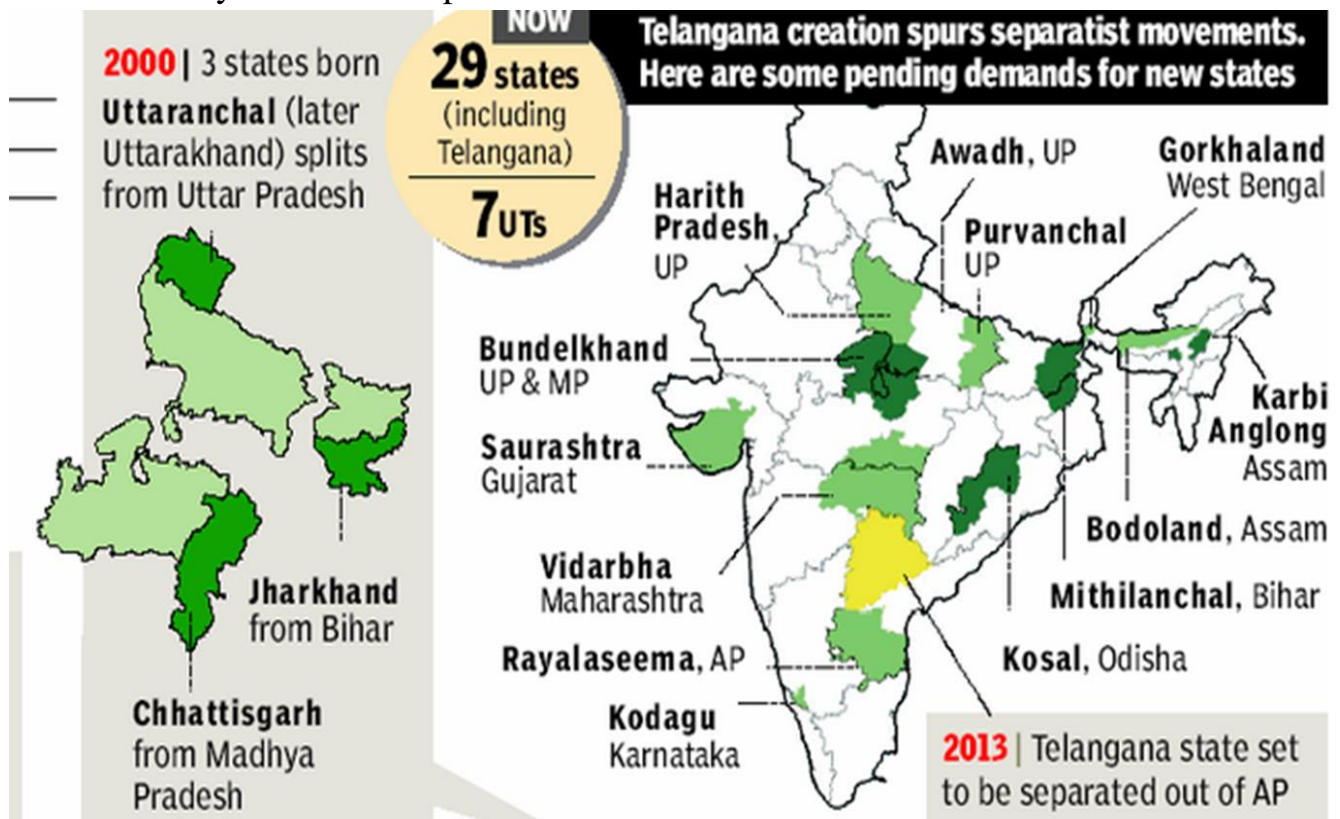 2000 | 3 states born
Uttaranchal (later
Uttarakhand) splits
from Uttar Pradesh
Jharkhand
from Bihar
Chhattisgarh
from Madhya
Pradesh
NOW
29 states
(including
Telangana)
7 UTs
Telangana creation spurs separatist movements.
Here are some pending demands for new states
Awadh, UP
Gorkhaland
West Bengal
Harith
Pradesh,
UP
Purvanchal
UP
Bundelkhand
UP & MP
Saurashtra
Gujarat
Karbi
Anglong
Assam
Bodoland, Assam
Vidarbha
Maharashtra
Mithilanchal, Bihar
Rayalaseema, AP
Kosal, Odisha
Kodagu
Karnataka
2013 | Telangana state set
to be separated out of AP